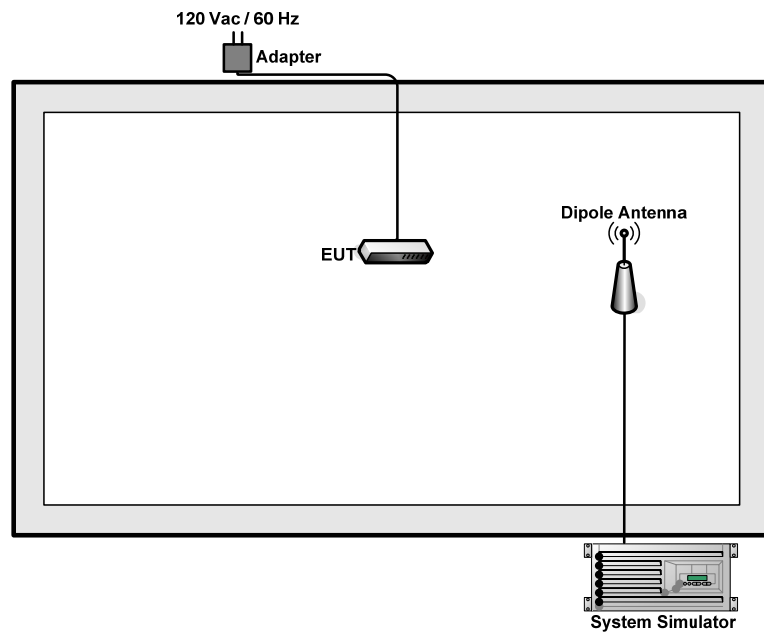 120 Vac / 60 Hz
Adapter
Dipole Antenna
EUT
System Simulator